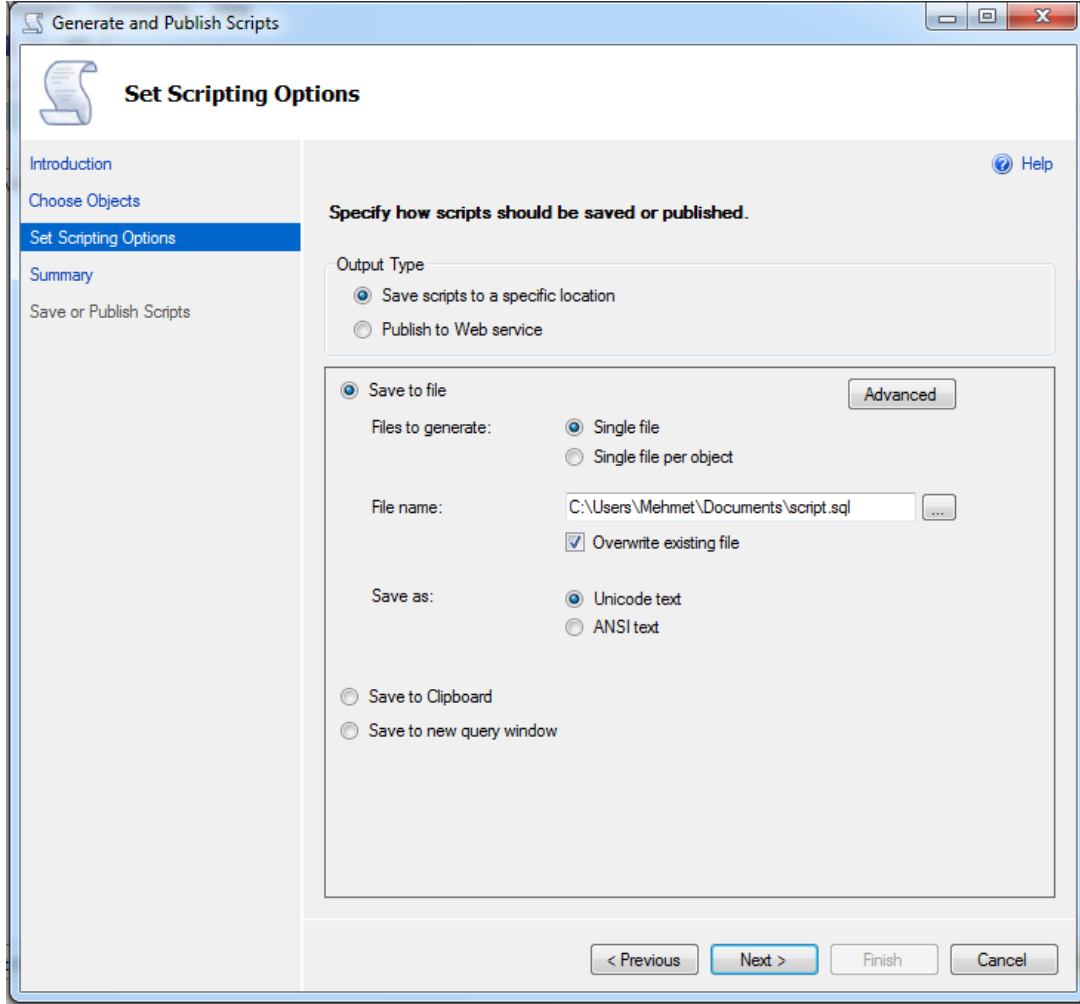 Generate and Publish Scripts
Set Scripting Options
Introduction
Choose Objects
Set Scripting Options
Summary
Save or Publish Scripts
Help
Specify how scripts should be saved or published.
Output Type
Save scripts to a specific location
Publish to Web service
Save to file
Advanced
Files to generate:
Single file
Single file per object
File name:
C:\Users\Mehmet\Documents\script.sql
...
Overwrite existing file
Save as:
Unicode text
ANSI text
Save to Clipboard
Save to new query window
< Previous
Next >
Finish
Cancel